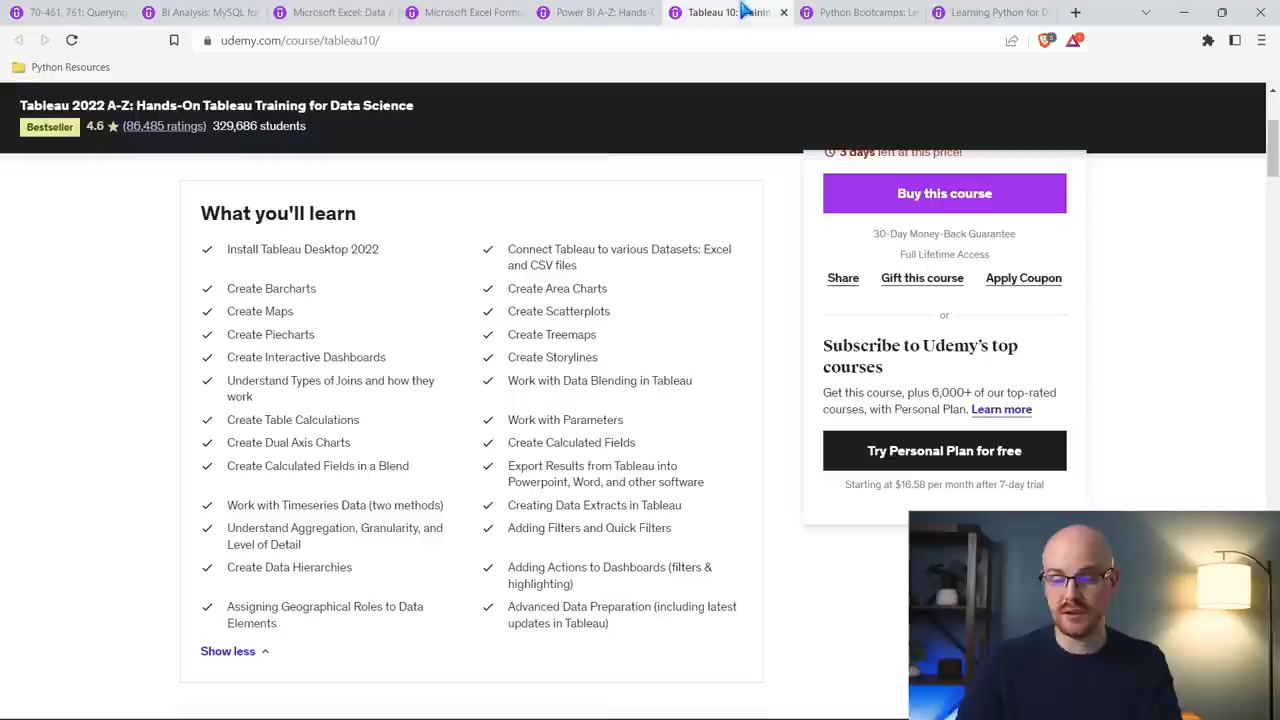 70-461, 761: Querying
BI Analysis: MySQL for
Microsoft Excel: Data A
Microsoft Excel Formu
Power BI A-Z: Hands-O
Tableau 10: Training
Python Bootcamps: Le
Learning Python for D
udemy.com/course/tableau10/
Python Resources
Tableau 2022 A-Z: Hands-On Tableau Training for Data Science
Bestseller 4.6 (86,485 ratings) 329,686 students
What you'll learn
Install Tableau Desktop 2022
Connect Tableau to various Datasets: Excel
and CSV files
Create Barcharts
Create Area Charts
Create Maps
Create Scatterplots
Create Piecharts
Create Treemaps
Create Interactive Dashboards
Create Storylines
Understand Types of Joins and how they
work
Work with Data Blending in Tableau
Create Table Calculations
Work with Parameters
Create Dual Axis Charts
Create Calculated Fields
Create Calculated Fields in a Blend
Export Results from Tableau into
Powerpoint, Word, and other software
Work with Timeseries Data (two methods)
Creating Data Extracts in Tableau
Understand Aggregation, Granularity, and
Level of Detail
Adding Filters and Quick Filters
Create Data Hierarchies
Adding Actions to Dashboards (filters &
highlighting)
Assigning Geographical Roles to Data
Elements
Advanced Data Preparation (including latest
updates in Tableau)
Show less
3 days left at this price!
Buy this course
30-Day Money-Back Guarantee
Full Lifetime Access
Share Gift this course Apply Coupon
or
Subscribe to Udemy's top
courses
Get this course, plus 6,000+ of our top-rated
courses, with Personal Plan. Learn more
Try Personal Plan for free
Starting at $16.58 per month after 7-day trial